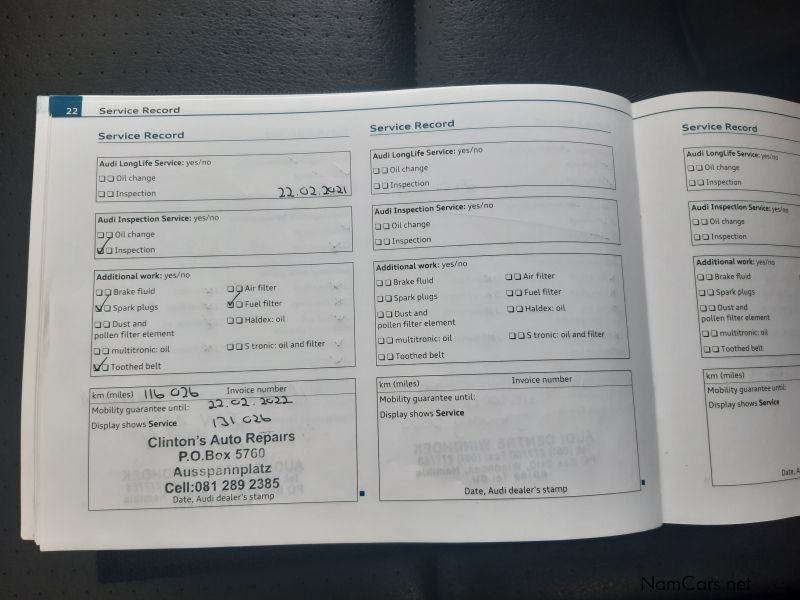 22 Service Record
Service Record
Audi LongLife Service: yes/no
☐ ☐ Oil change
☐ ☐ Inspection 22.02.2021
Audi Inspection Service: yes/no
☐ ☐ Oil change
☑ ☐ Inspection
Additional work: yes/no
☐ ☐ Brake fluid ☐ ☐ Air filter
☑ ☐ Spark plugs ☑ ☐ Fuel filter
☐ ☐ Dust and ☐ ☐ Haldex: oil
pollen filter element
☐ ☐ multitronic: oil ☐ ☐ S tronic: oil and filter
☑ ☐ Toothed belt
km (miles) 116 026 Invoice number
Mobility guarantee until: 22.02.2022
Display shows Service 131 026
Clinton's Auto Repairs
P.O.Box 5760
Ausspannplatz
Cell:081 289 2385
Date, Audi dealer's stamp
Service Record
Audi LongLife Service: yes/no
☐ ☐ Oil change
☐ ☐ Inspection
Audi Inspection Service: yes/no
☐ ☐ Oil change
☐ ☐ Inspection
Additional work: yes/no
☐ ☐ Brake fluid ☐ ☐ Air filter
☐ ☐ Spark plugs ☐ ☐ Fuel filter
☐ ☐ Dust and ☐ ☐ Haldex: oil
pollen filter element
☐ ☐ multitronic: oil ☐ ☐ S tronic: oil and filter
☐ ☐ Toothed belt
km (miles) Invoice number
Mobility guarantee until:
Display shows Service
Date, Audi dealer's stamp
Service Record
Audi LongLife Service: yes/no
☐ ☐ Oil change
☐ ☐ Inspection
Audi Inspection Service: yes/no
☐ ☐ Oil change
☐ ☐ Inspection
Additional work: yes/no
☐ ☐ Brake fluid
☐ ☐ Spark plugs
☐ ☐ Dust and
pollen filter element
☐ ☐ multitronic: oil
☐ ☐ Toothed belt
km (miles)
Mobility guarantee until:
Display shows Service
Date, A
NamCars.net